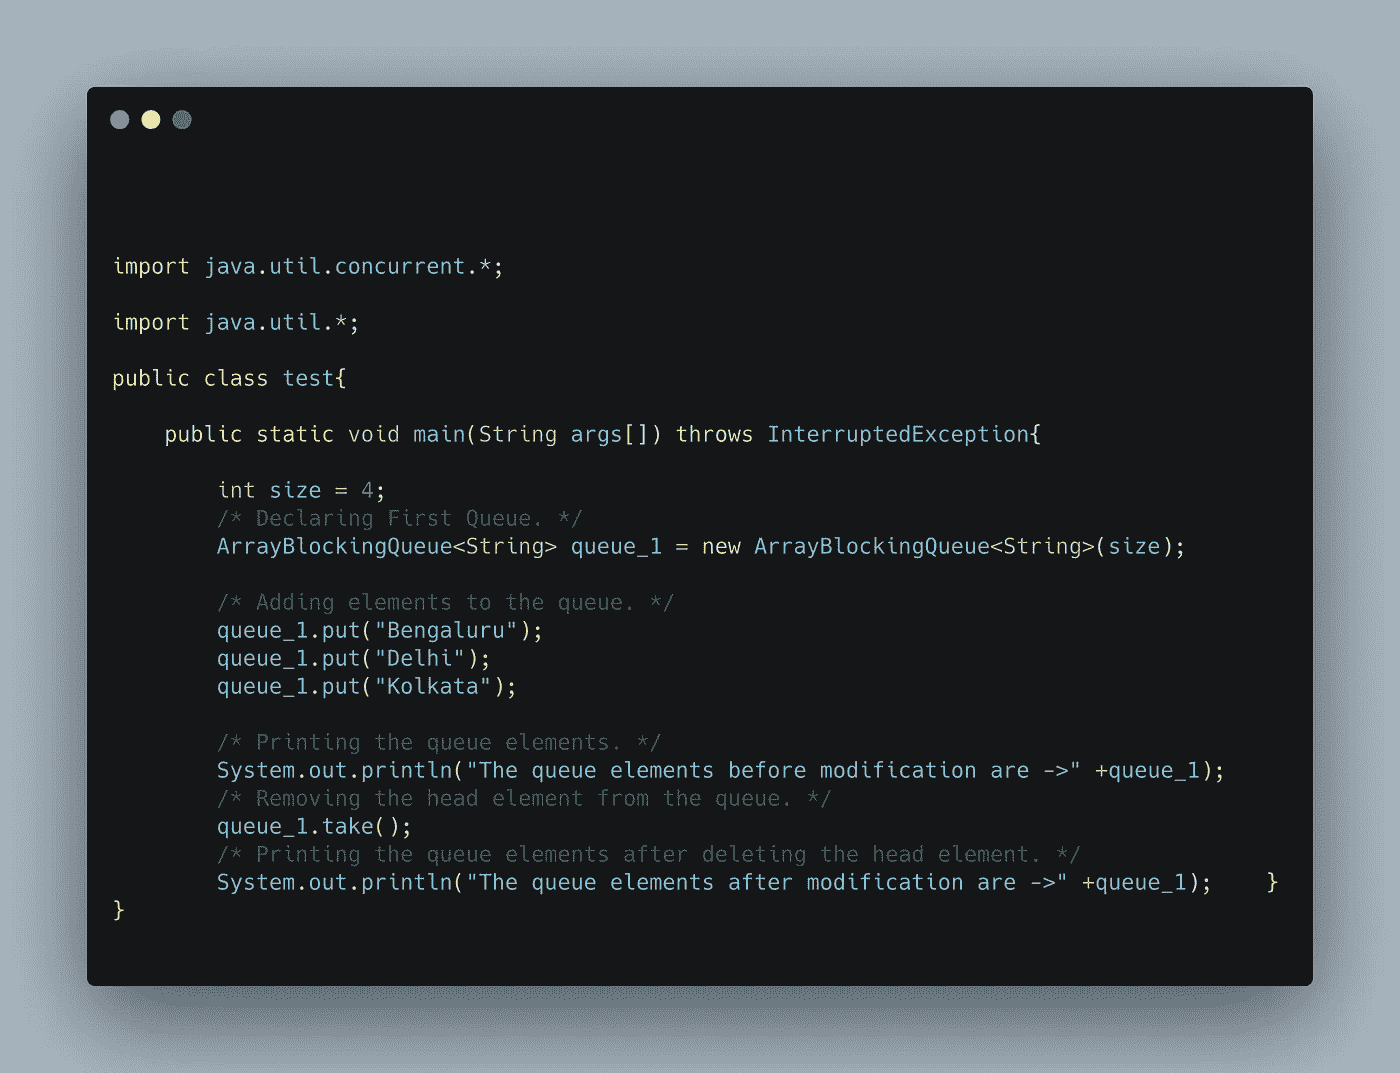 import java.util.concurrent.*;
import java.util.*;
public class test{
    public static void main(String args[]) throws InterruptedException{
        int size = 4;
        /* Declaring First Queue. */
        ArrayBlockingQueue<String> queue_1 = new ArrayBlockingQueue<String>(size);
        /* Adding elements to the queue. */
        queue_1.put("Bengaluru");
        queue_1.put("Delhi");
        queue_1.put("Kolkata");
        /* Printing the queue elements. */
        System.out.println("The queue elements before modification are ->" +queue_1);
        /* Removing the head element from the queue. */
        queue_1.take();
        /* Printing the queue elements after deleting the head element. */
        System.out.println("The queue elements after modification are ->" +queue_1);    }
}